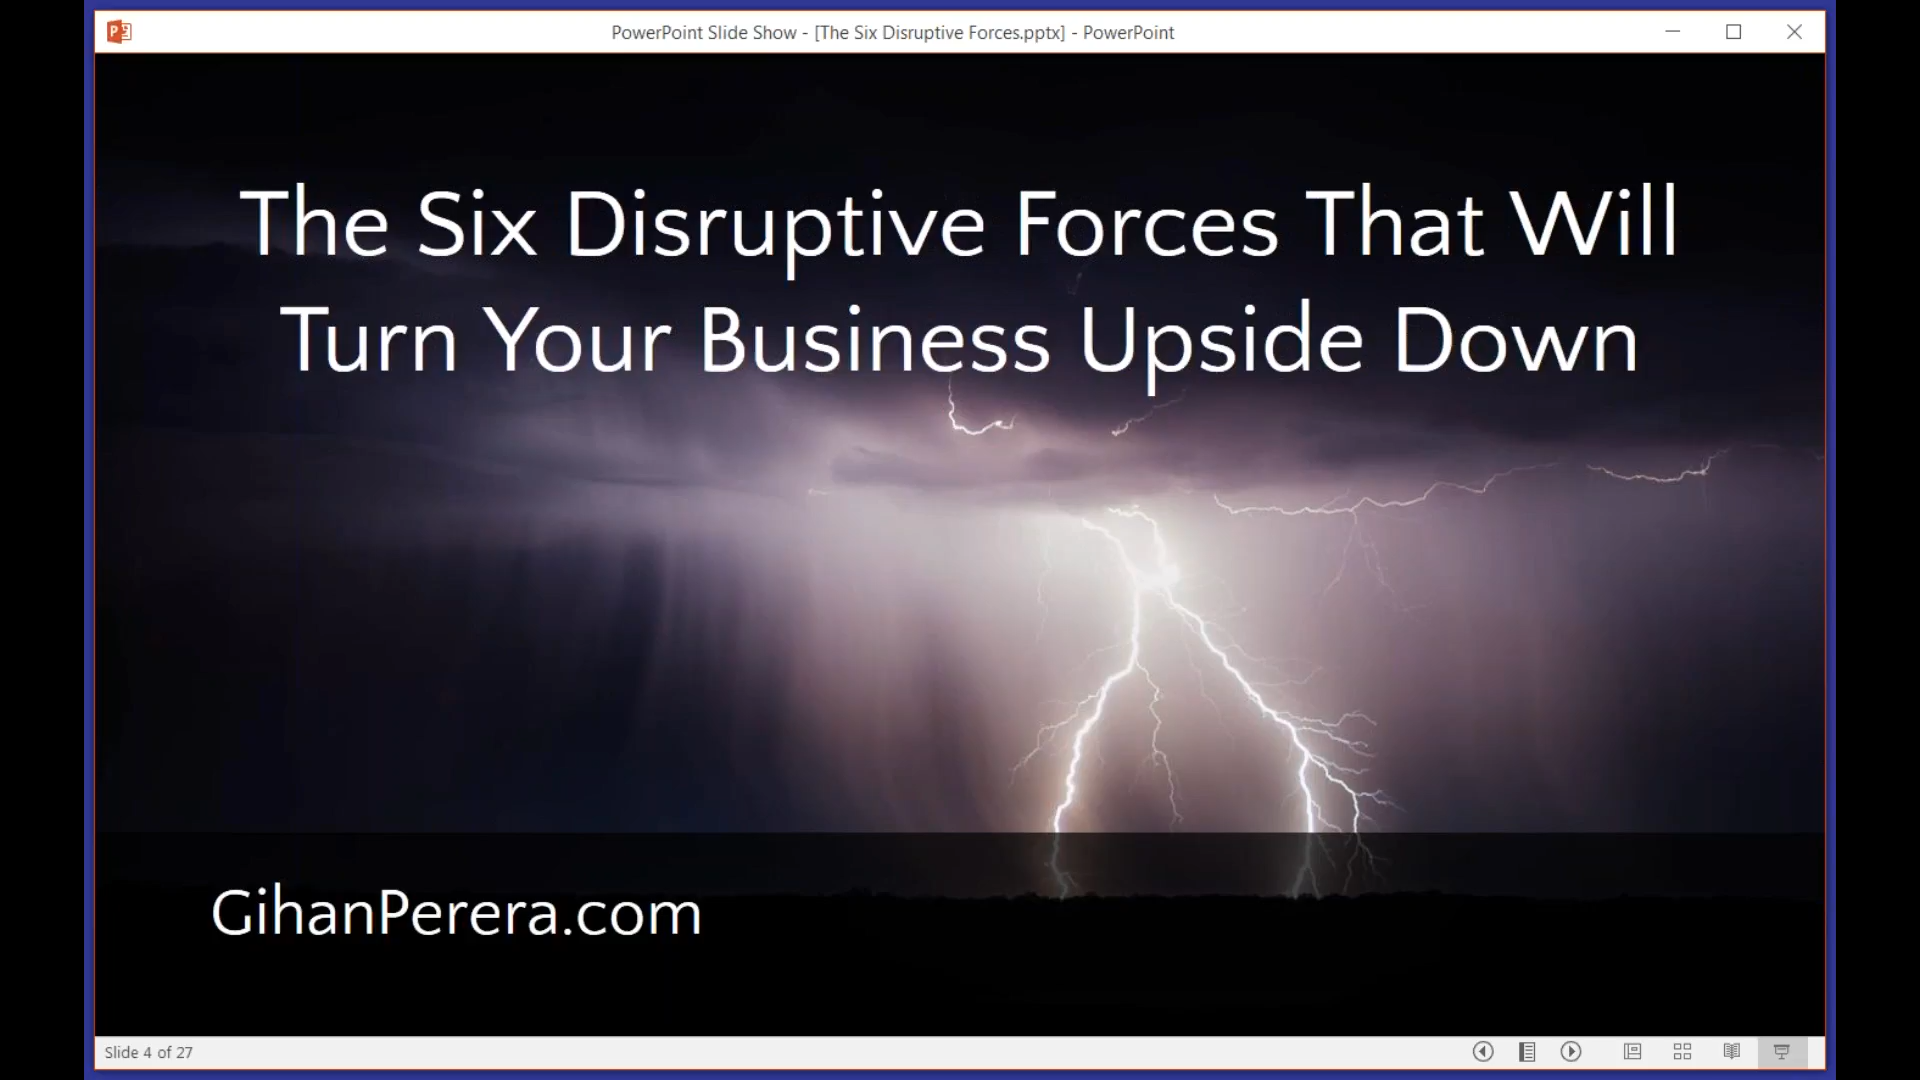 PowerPoint Slide Show - [The Six Disruptive Forces.pptx] - PowerPoint
The Six Disruptive Forces That Will
Turn Your Business Upside Down
GihanPerera.com
Slide 4 of 27